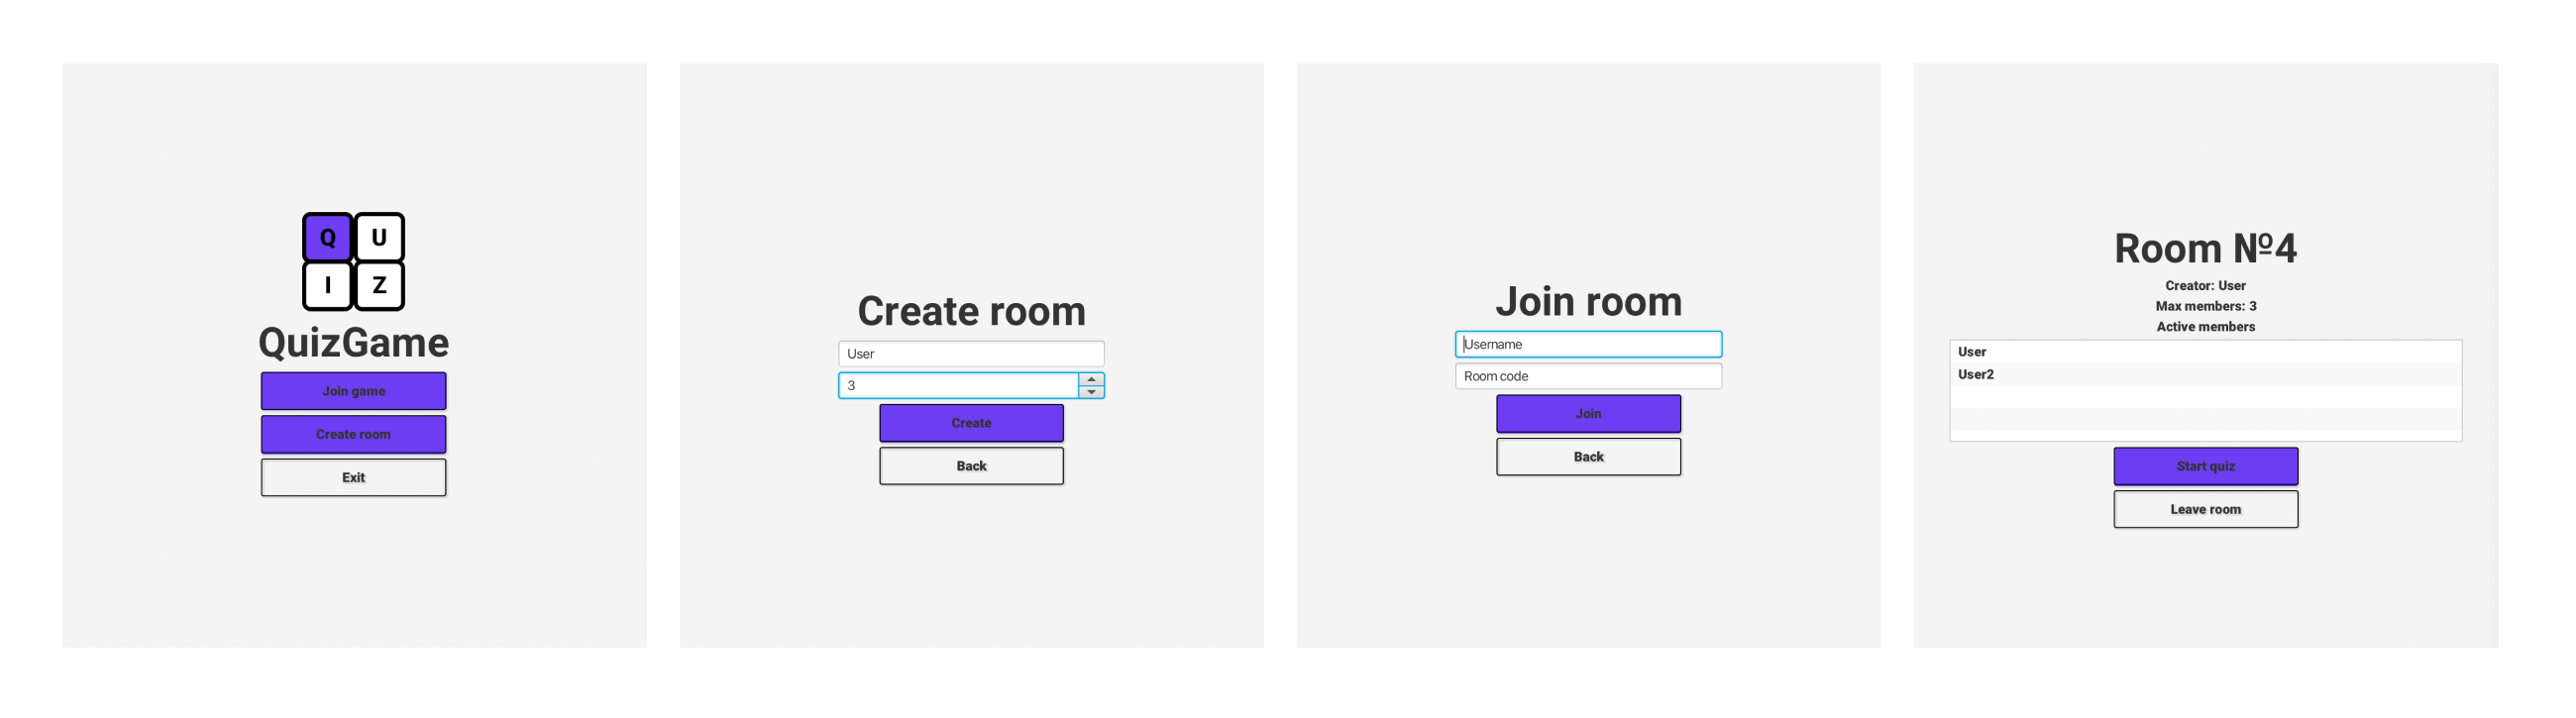 Q U
I Z
QuizGame
Join game
Create room
Exit
Create room
User
3
Create
Back
Join room
Username
Room code
Join
Back
Room №4
Creator: User
Max members: 3
Active members
User
User2
Start quiz
Leave room